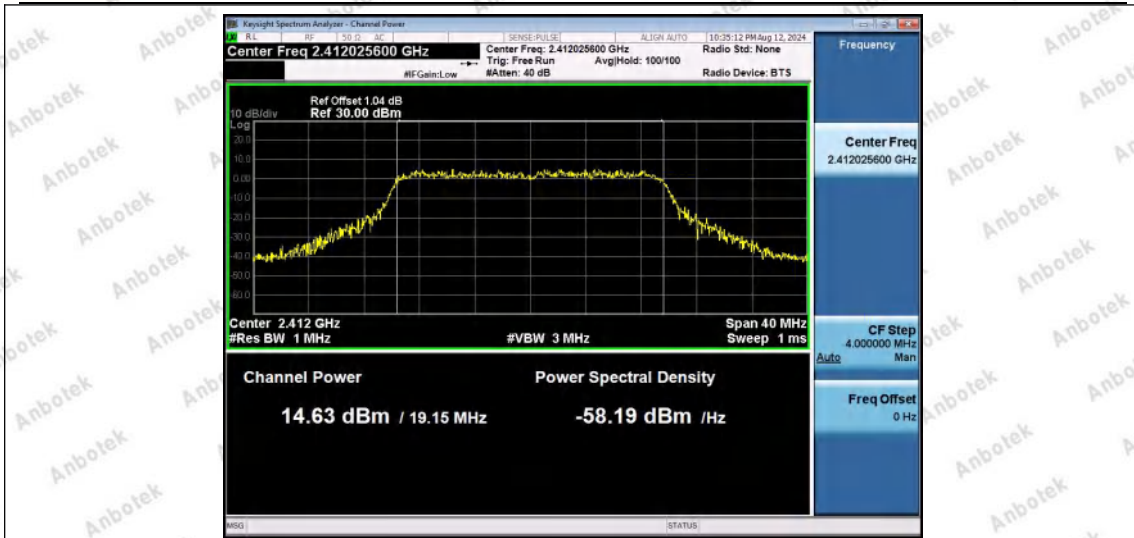 Keysight Spectrum Analyzer - Channel Power
RL RF 50 Ω AC SENSE:PULSE ALIGN AUTO 10:35:12 PM Aug 12, 2024
Center Freq 2.412025600 GHz
Center Freq: 2.412025600 GHz Radio Std: None
Trig: Free Run Avg|Hold: 100/100
#IFGain:Low #Atten: 40 dB Radio Device: BTS
Ref Offset 1.04 dB
10 dB/div Ref 30.00 dBm
Log
20.0
10.0
0.00
-10.0
-20.0
-30.0
-40.0
-50.0
-60.0
Center 2.412 GHz Span 40 MHz
#Res BW 1 MHz #VBW 3 MHz Sweep 1 ms
Channel Power Power Spectral Density
14.63 dBm / 19.15 MHz -58.19 dBm /Hz
MSG STATUS
Frequency
Center Freq
2.412025600 GHz
CF Step
4.000000 MHz
Auto Man
Freq Offset
0 Hz
Anbotek